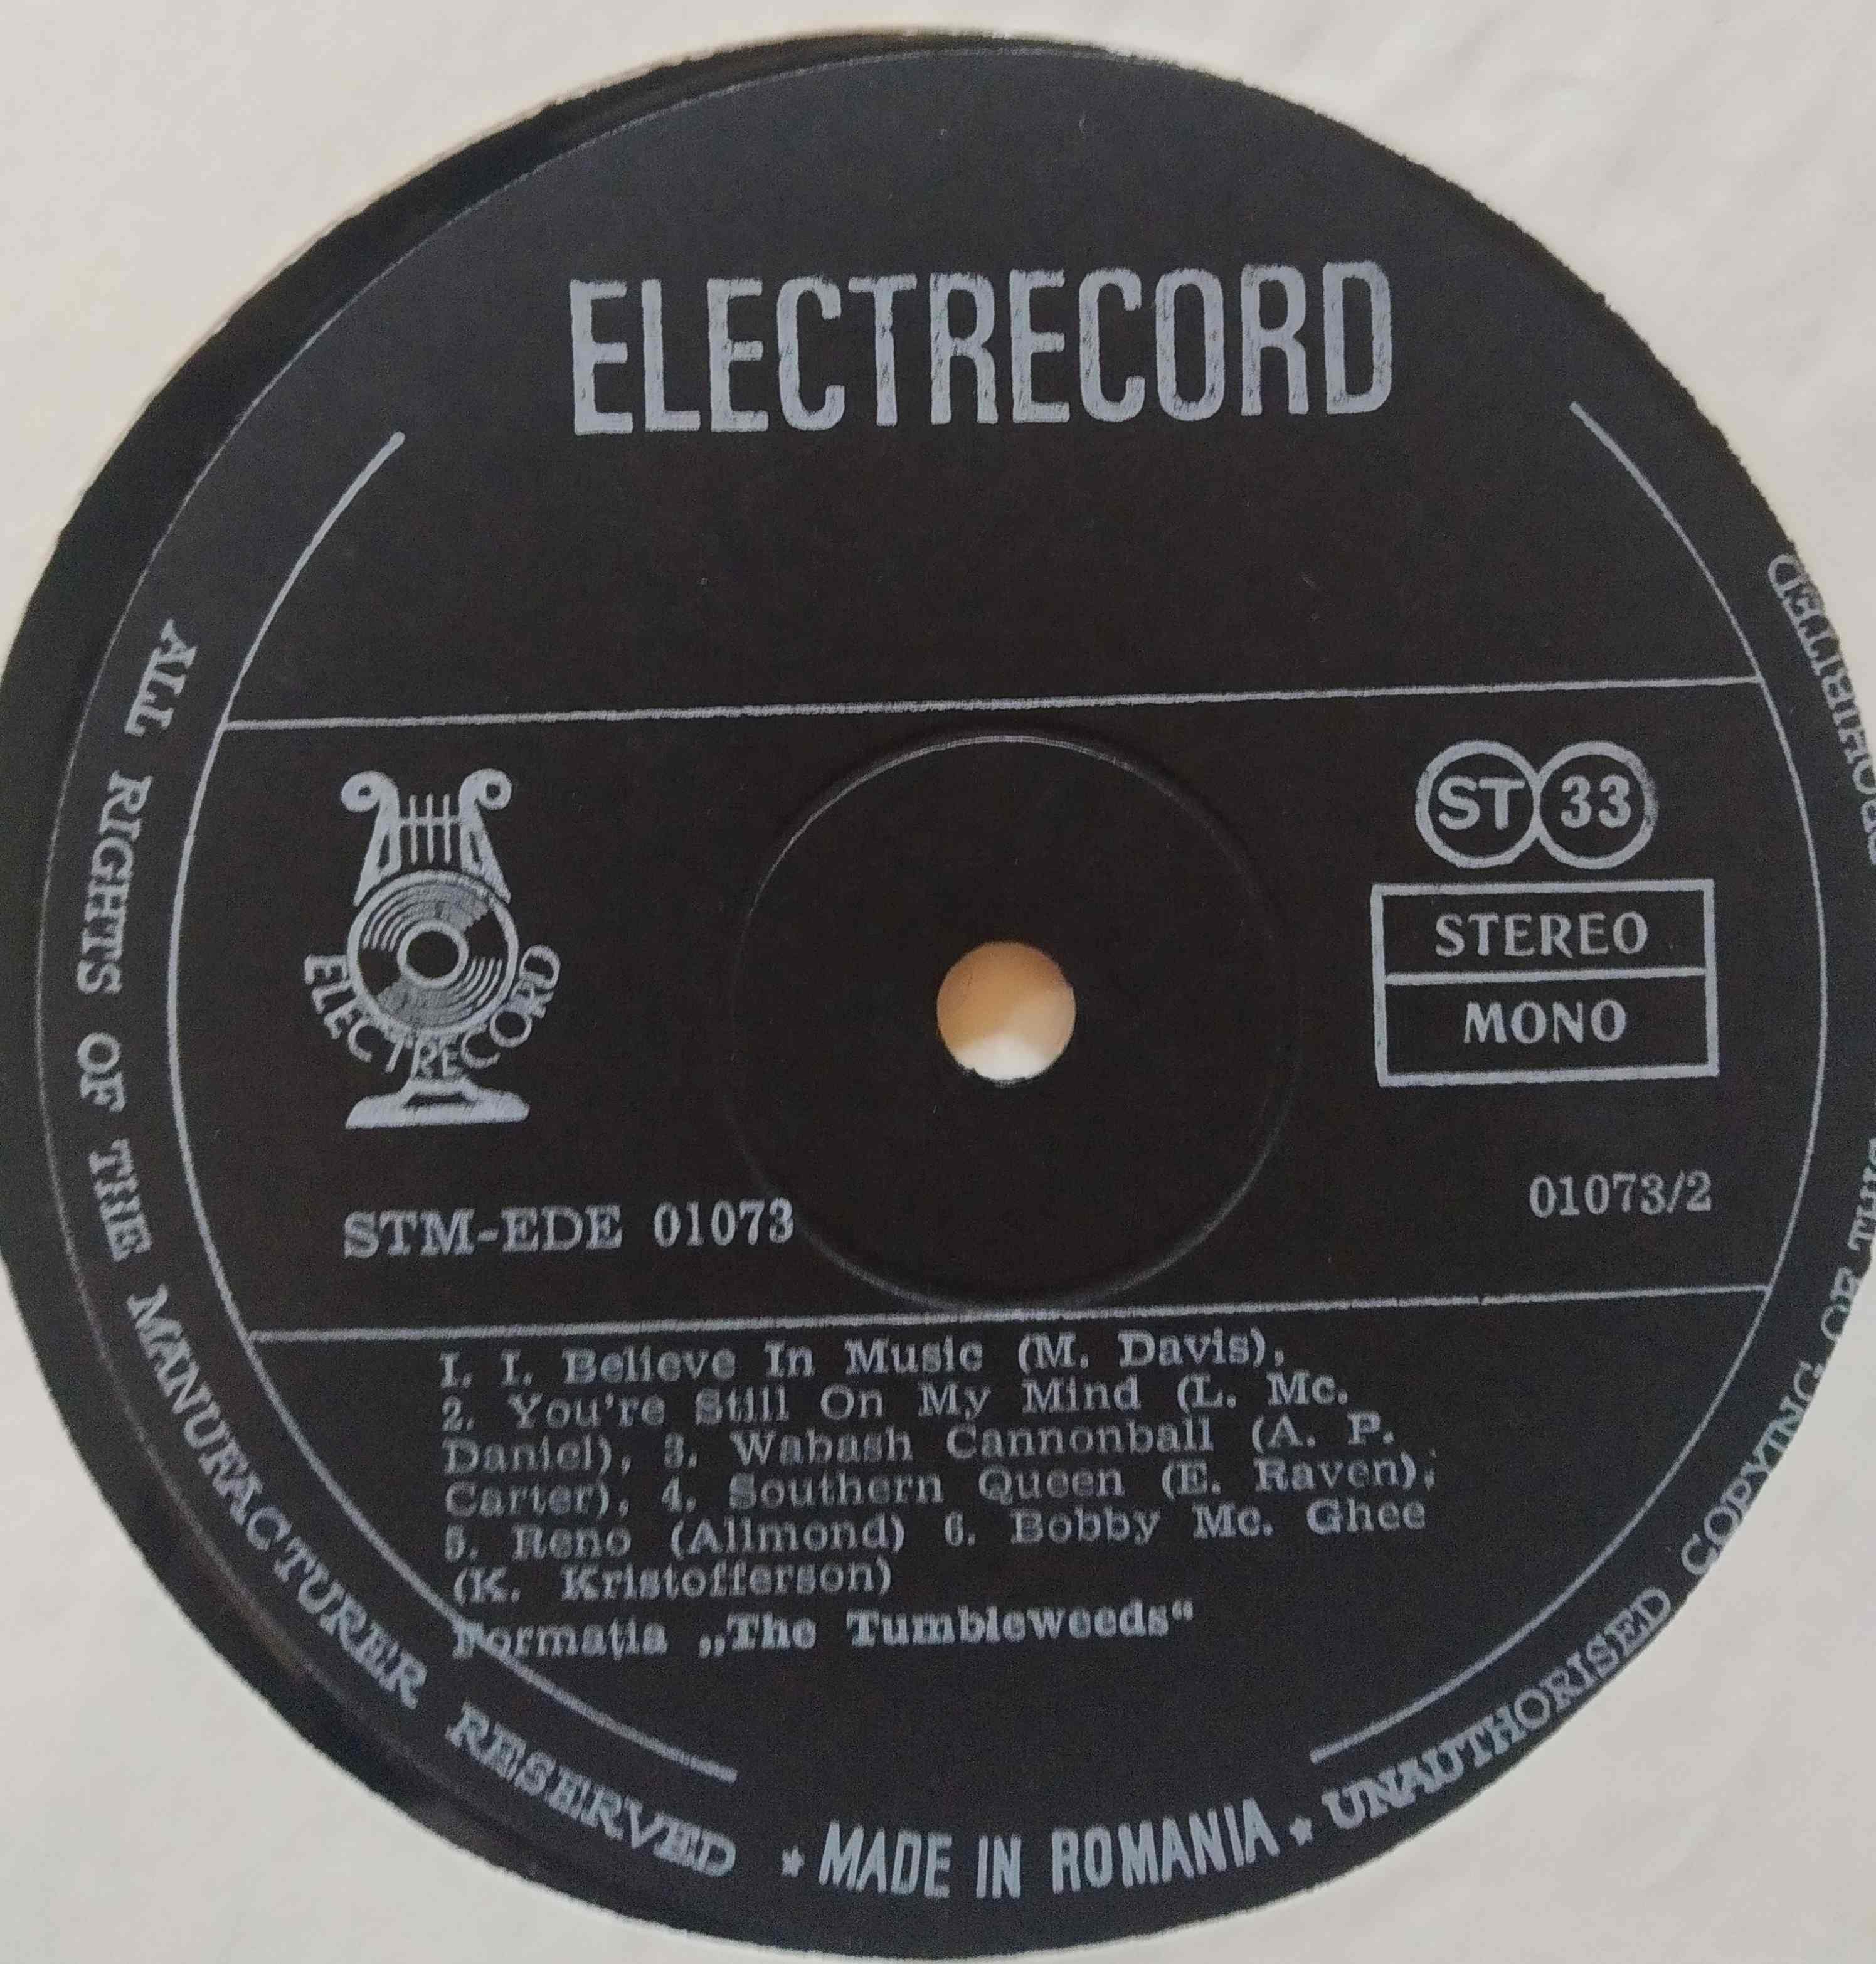 ELECTRECORD
ELECTRECORD
ST 33
STEREO
MONO
STM-EDE 01073
01073/2
I. I. Believe In Music (M. Davis),
2. You're Still On My Mind (L. Mc.
Daniel), 3. Wabash Cannonball (A. P.
Carter), 4. Southern Queen (E. Raven),
5. Reno (Allmond) 6. Bobby Mc. Ghee
(K. Kristofferson)
Formația „The Tumbleweeds“
ALL RIGHTS OF THE MANUFACTURER RESERVED * MADE IN ROMANIA * UNAUTHORISED COPYING OF THIS